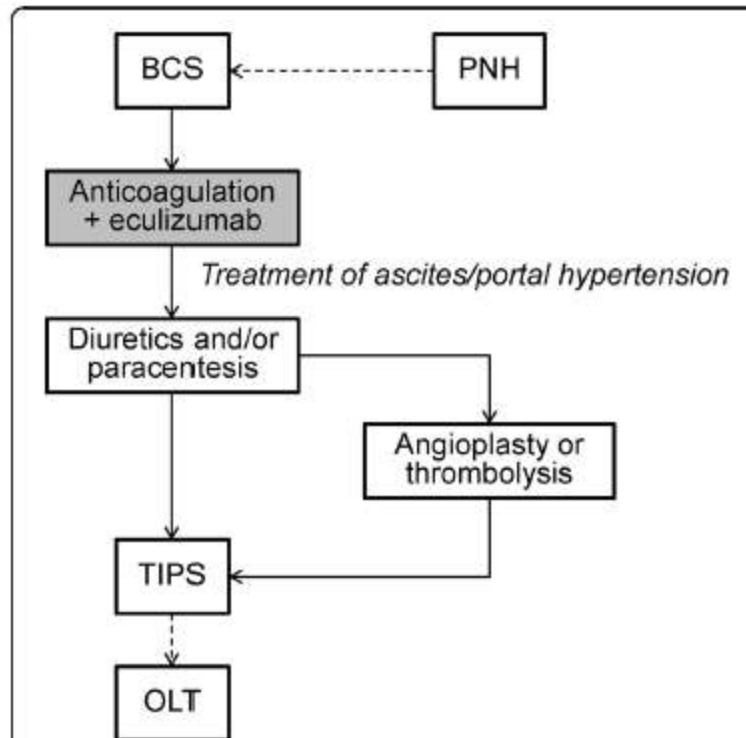 BCS
PNH
Anticoagulation
+ eculizumab
Treatment of ascites/portal hypertension
Diuretics and/or
paracentesis
Angioplasty or
thrombolysis
TIPS
OLT